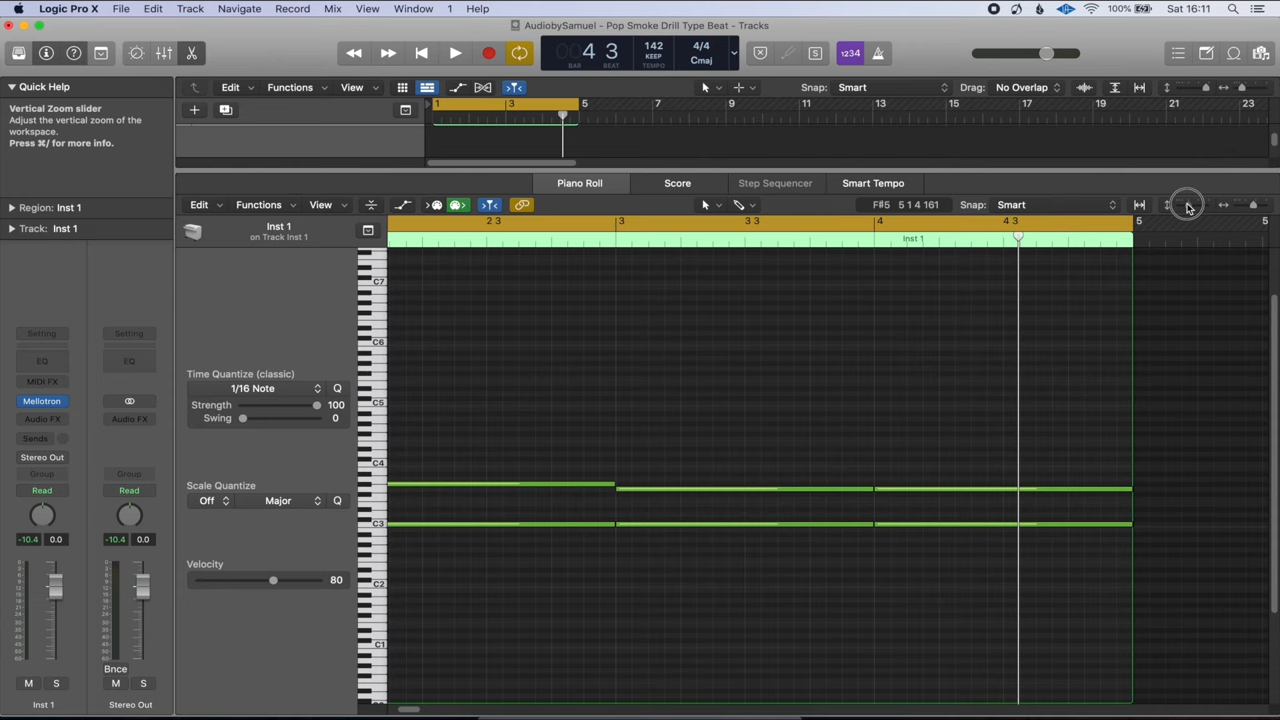 Logic Pro X File Edit Track Navigate Record Mix View Window 1 Help 100% Sat 16:11
AudiobySamuel - Pop Smoke Drill Type Beat - Tracks
4 3 142 4/4
BAR BEAT KEEP TEMPO Cmaj
1234 S
Quick Help
Edit Functions View Snap: Smart Drag: No Overlap
Vertical Zoom slider
Adjust the vertical zoom of the
workspace.
Press ⌘/ for more info.
1 3 5 7 9 11 13 15 17 19 21 23
Piano Roll Score Step Sequencer Smart Tempo
Region: Inst 1
Edit Functions View F#5 5 1 4 161 Snap: Smart
Track: Inst 1
2 3 3 3 3 4 4 3 5 5
Inst 1
on Track Inst 1
Inst 1
C7
C6
C5
C4
C3
C2
C1
Time Quantize (classic)
1/16 Note Q
Strength 100
Swing 0
Scale Quantize
Off Major Q
Velocity
80
Setting Setting
EQ EQ
MIDI FX
Mellotron
Audio FX Audio FX
Sends
Stereo Out
Group Group
Read Read
-10.4 0.0 -10.4 0.0
Bnce
M S M S
Inst 1 Stereo Out